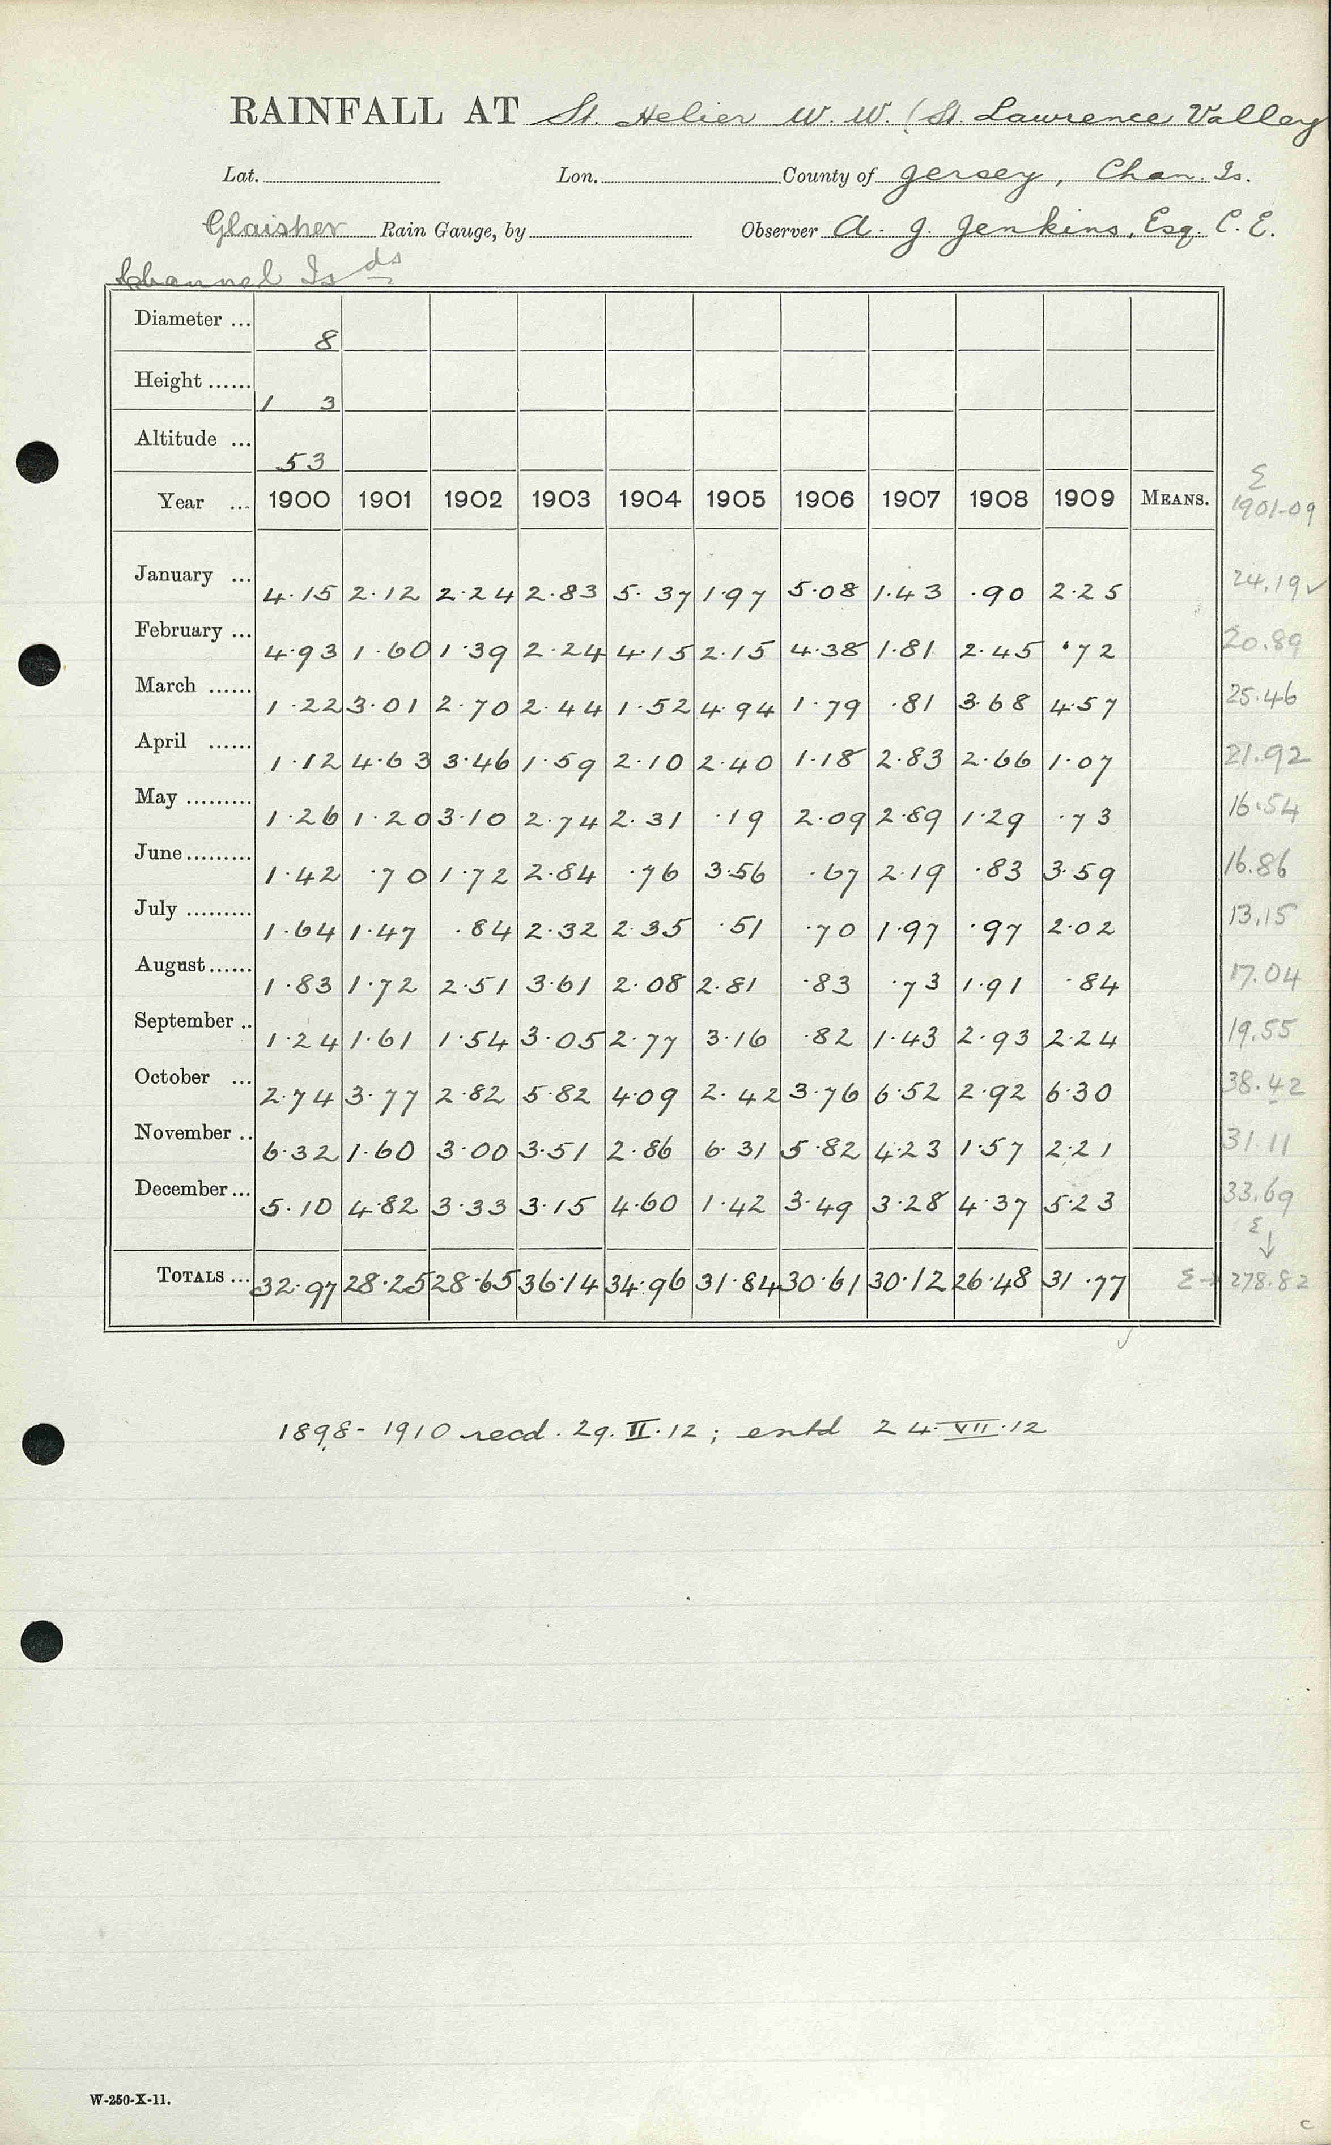 RAINFALL AT St. Helier W. W. (St. Lawrence Valley
Lat. Lon. County of Jersey, Chan. Is.
Glaisher Rain Gauge, by Observer A. J. Jenkins, Esq. C. E.
Channel Is ds
Diameter ... 8
Height ...... 1 3
Altitude ... 53
Σ
Year ... 1900 1901 1902 1903 1904 1905 1906 1907 1908 1909 MEANS. 1901-09
January ... 4.15 2.12 2.24 2.83 5.37 1.97 5.08 1.43 .90 2.25 24.19 ✓
February ... 4.93 1.60 1.39 2.24 4.15 2.15 4.38 1.81 2.45 .72 20.89
March ...... 1.22 3.01 2.70 2.44 1.52 4.94 1.79 .81 3.68 4.57 25.46
April ...... 1.12 4.63 3.46 1.59 2.10 2.40 1.18 2.83 2.66 1.07 21.92
May ......... 1.26 1.20 3.10 2.74 2.31 .19 2.09 2.89 1.29 .73 16.54
June ......... 1.42 .70 1.72 2.84 .76 3.56 .67 2.19 .83 3.59 16.86
July ......... 1.64 1.47 .84 2.32 2.35 .51 .70 1.97 .97 2.02 13.15
August ...... 1.83 1.72 2.51 3.61 2.08 2.81 .83 .73 1.91 .84 17.04
September .. 1.24 1.61 1.54 3.05 2.77 3.16 .82 1.43 2.93 2.24 19.55
October ... 2.74 3.77 2.82 5.82 4.09 2.42 3.76 6.52 2.92 6.30 38.42
November .. 6.32 1.60 3.00 3.51 2.86 6.31 5.82 4.23 1.57 2.21 31.11
December ... 5.10 4.82 3.33 3.15 4.60 1.42 3.49 3.28 4.37 5.23 33.69
Σ ↓
TOTALS ... 32.97 28.25 28.65 36.14 34.96 31.84 30.61 30.12 26.48 31.77 Σ → 278.82
1898-1910 recd. 29.II.12; entd 24.VII.12
W-250-X-11.
c